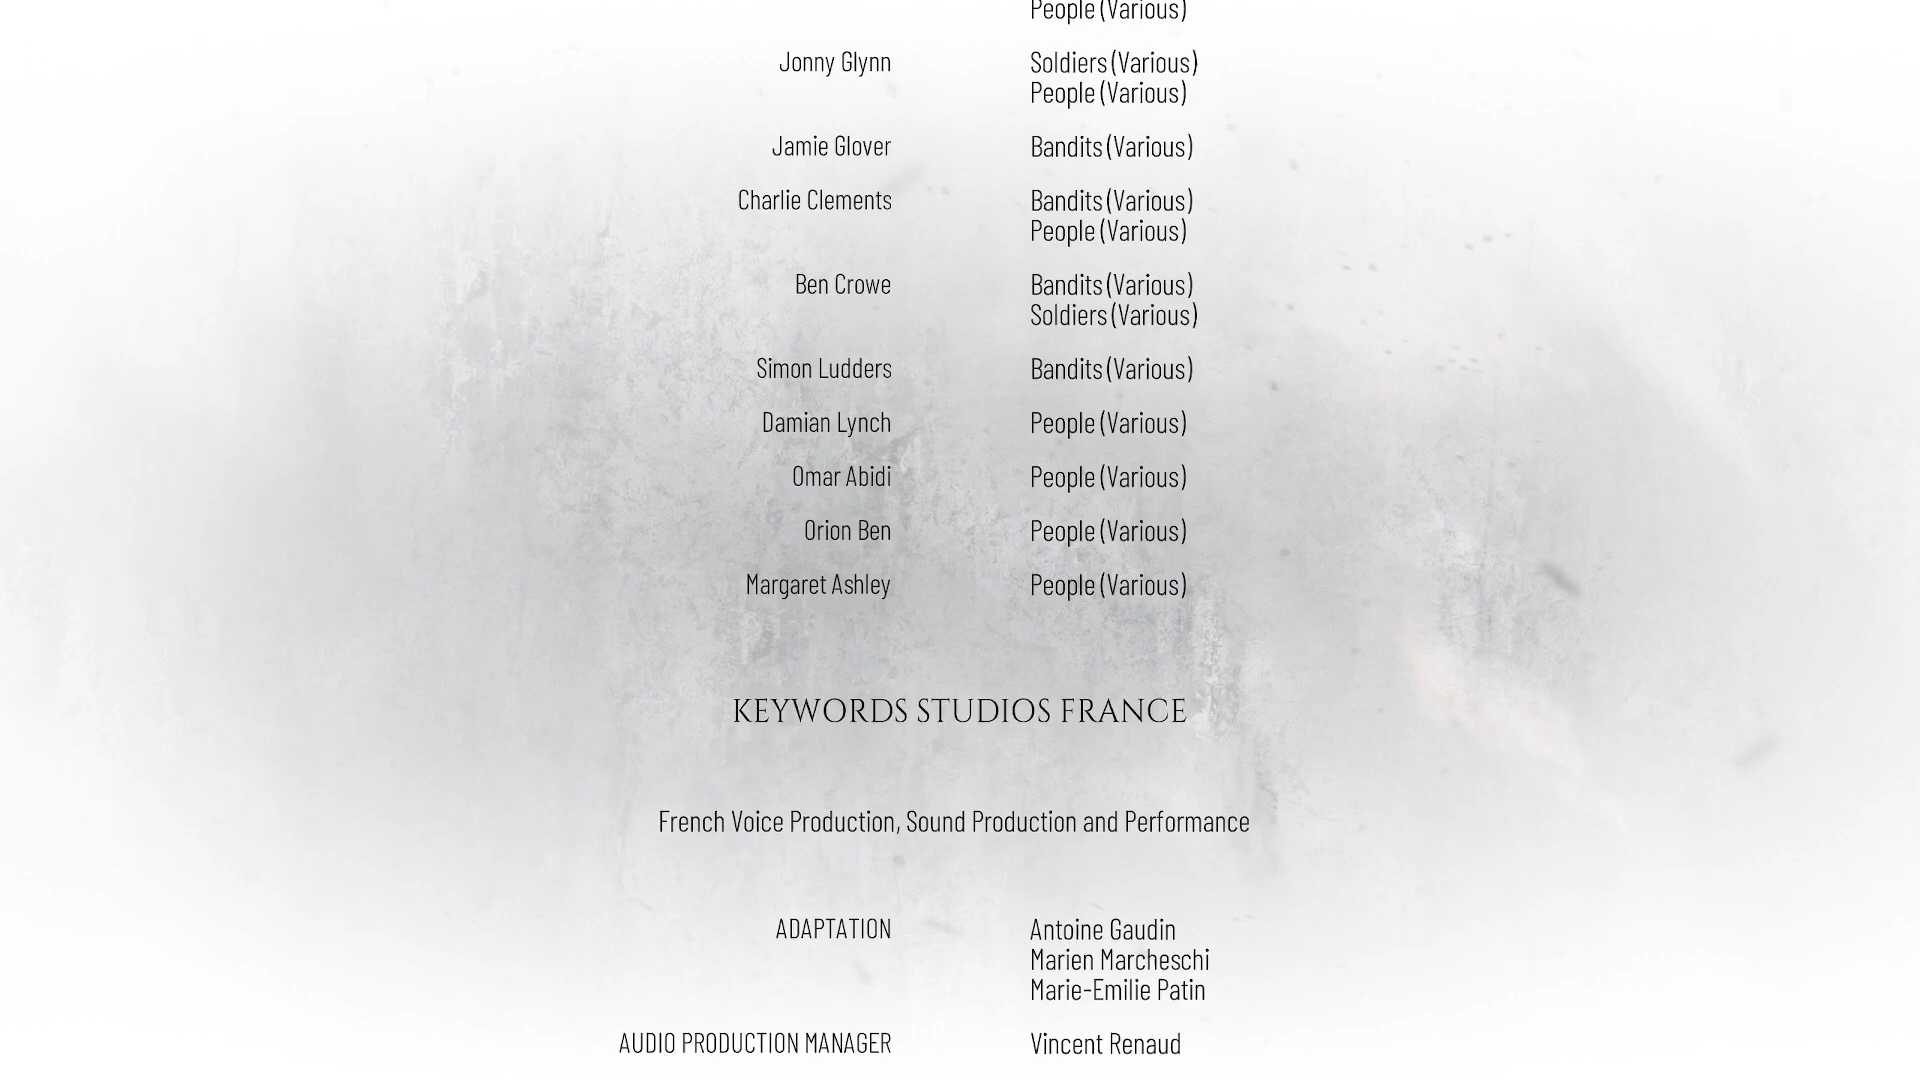 People (Various)
Jonny Glynn Soldiers (Various)
People (Various)
Jamie Glover Bandits (Various)
Charlie Clements Bandits (Various)
People (Various)
Ben Crowe Bandits (Various)
Soldiers (Various)
Simon Ludders Bandits (Various)
Damian Lynch People (Various)
Omar Abidi People (Various)
Orion Ben People (Various)
Margaret Ashley People (Various)
KEYWORDS STUDIOS FRANCE
French Voice Production, Sound Production and Performance
ADAPTATION Antoine Gaudin
Marien Marcheschi
Marie-Emilie Patin
AUDIO PRODUCTION MANAGER Vincent Renaud